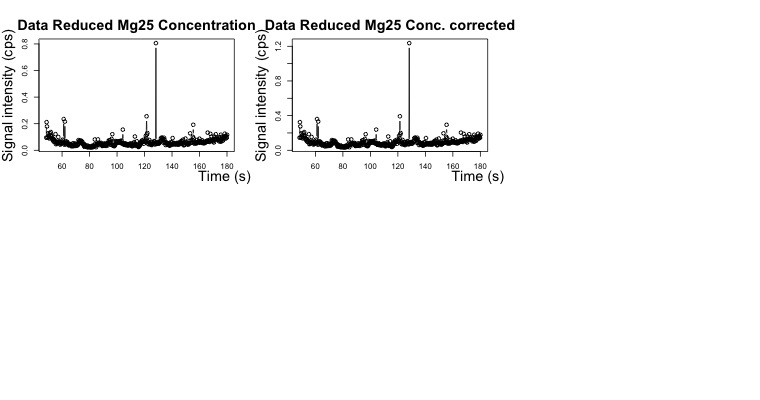 Data Reduced Mg25 Concentration
Signal intensity (cps)
0.0 0.2 0.4 0.6 0.8
60 80 100 120 140 160 180
Time (s)
Data Reduced Mg25 Conc. corrected
Signal intensity (cps)
0.0 0.4 0.8 1.2
60 80 100 120 140 160 180
Time (s)